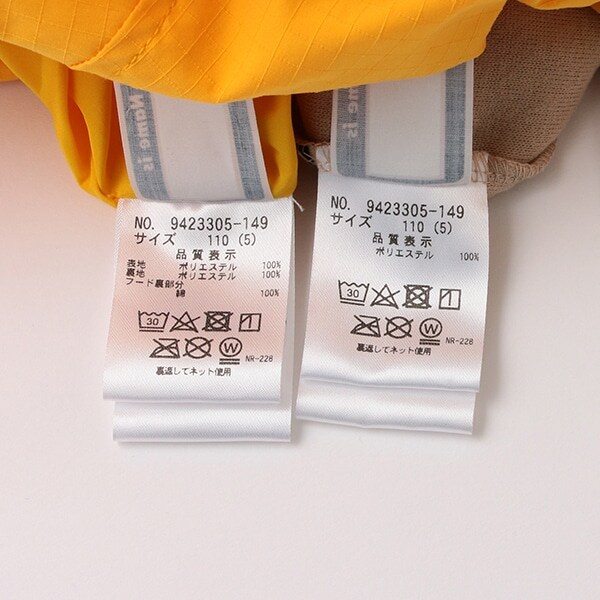 Name is
NO. 9423305-149
サイズ 110 (5)
品質表示
表地 ポリエステル 100%
裏地 ポリエステル 100%
フード裏部分
綿 100%
30
W
NR-228
裏返してネット使用
Name is
NO. 9423305-149
サイズ 110 (5)
品質表示
ポリエステル 100%
30
W
NR-228
裏返してネット使用